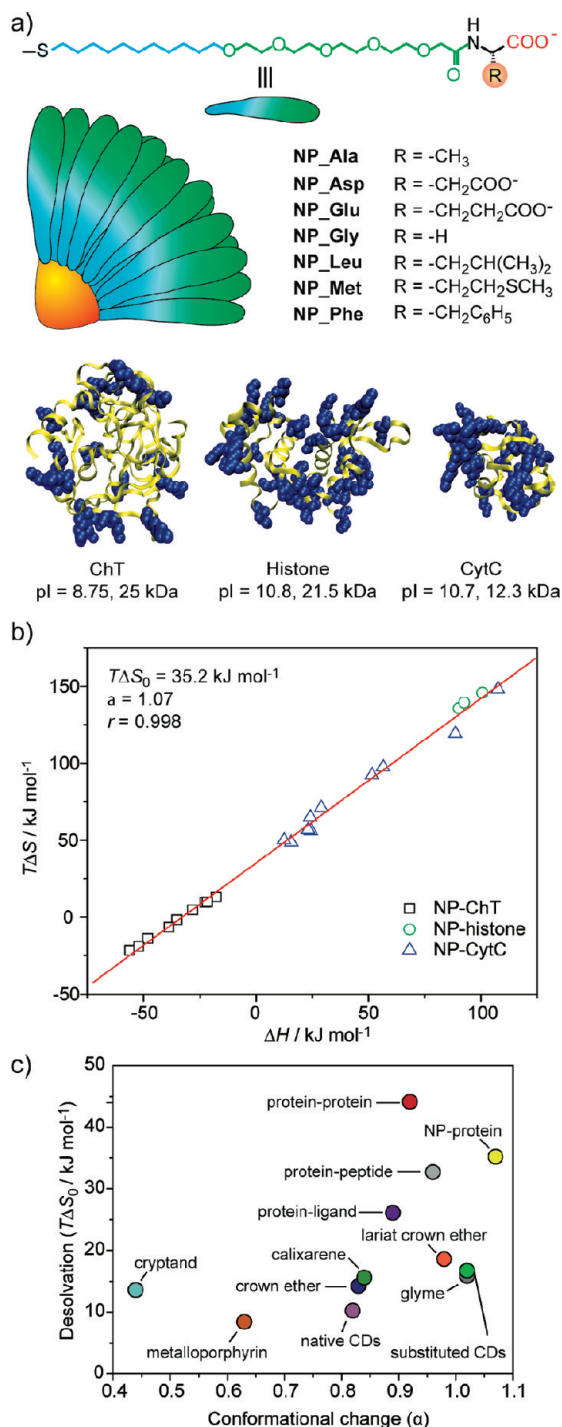 a)
–S O O O O O N H COO⁻
O R
NP_Ala R = -CH₃
NP_Asp R = -CH₂COO⁻
NP_Glu R = -CH₂CH₂COO⁻
NP_Gly R = -H
NP_Leu R = -CH₂CH(CH₃)₂
NP_Met R = -CH₂CH₂SCH₃
NP_Phe R = -CH₂C₆H₅
ChT Histone CytC
pI = 8.75, 25 kDa pI = 10.8, 21.5 kDa pI = 10.7, 12.3 kDa
b)
TΔS₀ = 35.2 kJ mol⁻¹
a = 1.07
r = 0.998
TΔS / kJ mol⁻¹
150
100
50
0
-50
NP-ChT
NP-histone
NP-CytC
-50 0 50 100
ΔH / kJ mol⁻¹
c)
Desolvation (TΔS₀ / kJ mol⁻¹)
50
40
30
20
10
0
protein-protein
NP-protein
protein-peptide
protein-ligand
lariat crown ether
cryptand
calixarene
crown ether
glyme
metalloporphyrin
native CDs
substituted CDs
0.4 0.5 0.6 0.7 0.8 0.9 1.0 1.1
Conformational change (α)